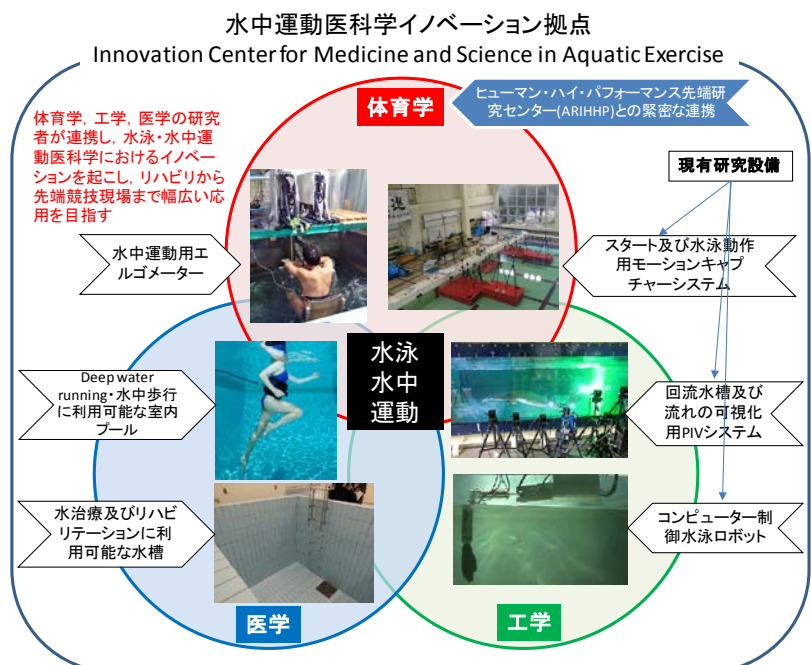 水中運動医科学イノベーション拠点
Innovation Center for Medicine and Science in Aquatic Exercise
体育学
ヒューマン・ハイ・パフォーマンス先端研
究センター(ARIHHP)との緊密な連携
体育学，工学，医学の研究
者が連携し，水泳・水中運
動医科学におけるイノベー
ションを起こし，リハビリから
先端競技現場まで幅広い応
用を目指す
現有研究設備
水中運動用エ
ルゴメーター
スタート及び水泳動作
用モーションキャプ
チャーシステム
水泳
水中
運動
Deep water
running・水中歩行
に利用可能な室内
プール
回流水槽及び
流れの可視化
用PIVシステム
水治療及びリハビ
リテーションに利
用可能な水槽
コンピューター制
御水泳ロボット
医学
工学